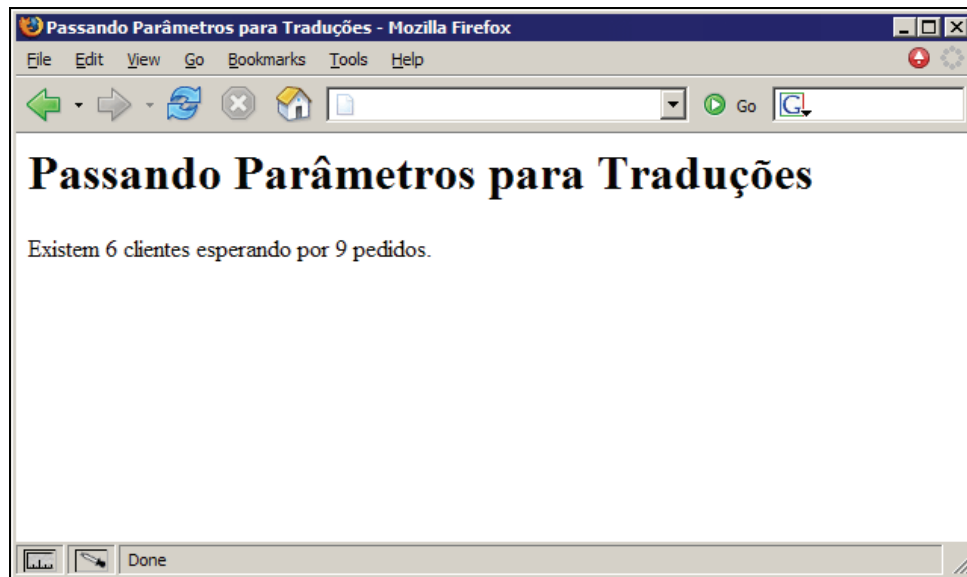 Passando Parâmetros para Traduções - Mozilla Firefox
File Edit View Go Bookmarks Tools Help
Go G
Passando Parâmetros para Traduções
Existem 6 clientes esperando por 9 pedidos.
Done